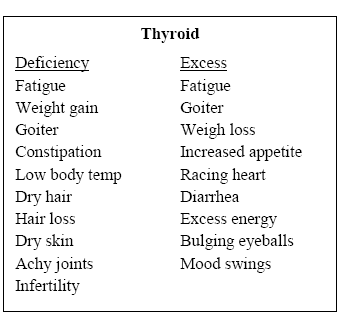 Thyroid
Deficiency Excess
Fatigue Fatigue
Weight gain Goiter
Goiter Weigh loss
Constipation Increased appetite
Low body temp Racing heart
Dry hair Diarrhea
Hair loss Excess energy
Dry skin Bulging eyeballs
Achy joints Mood swings
Infertility